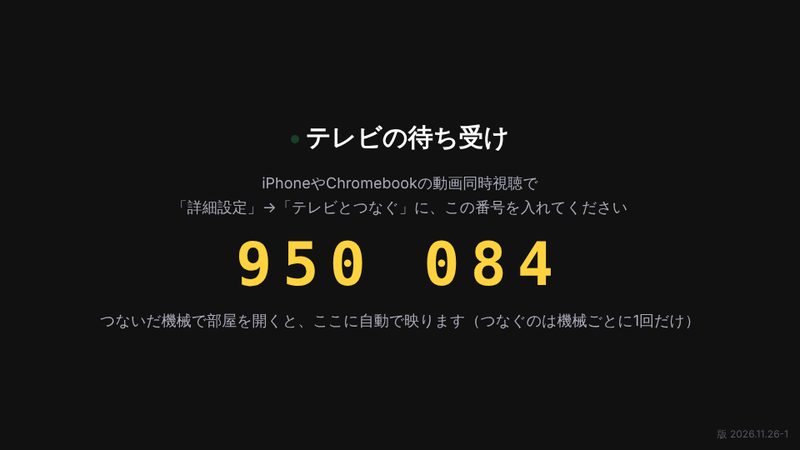 テレビの待ち受け
iPhoneやChromebookの動画同時視聴で
「詳細設定」→「テレビとつなぐ」に、この番号を入れてください
950 084
つないだ機械で部屋を開くと、ここに自動で映ります（つなぐのは機械ごとに1回だけ）
版 2026.11.26-1